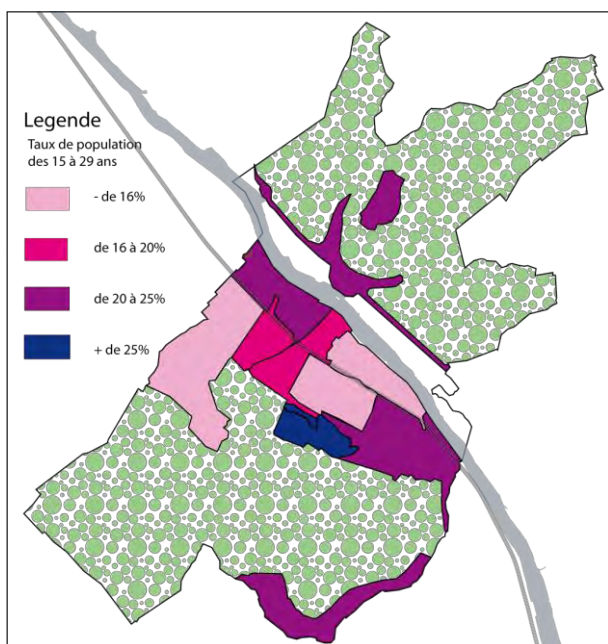 Legende
Taux de population
des 15 à 29 ans
- de 16%
de 16 à 20%
de 20 à 25%
+ de 25%